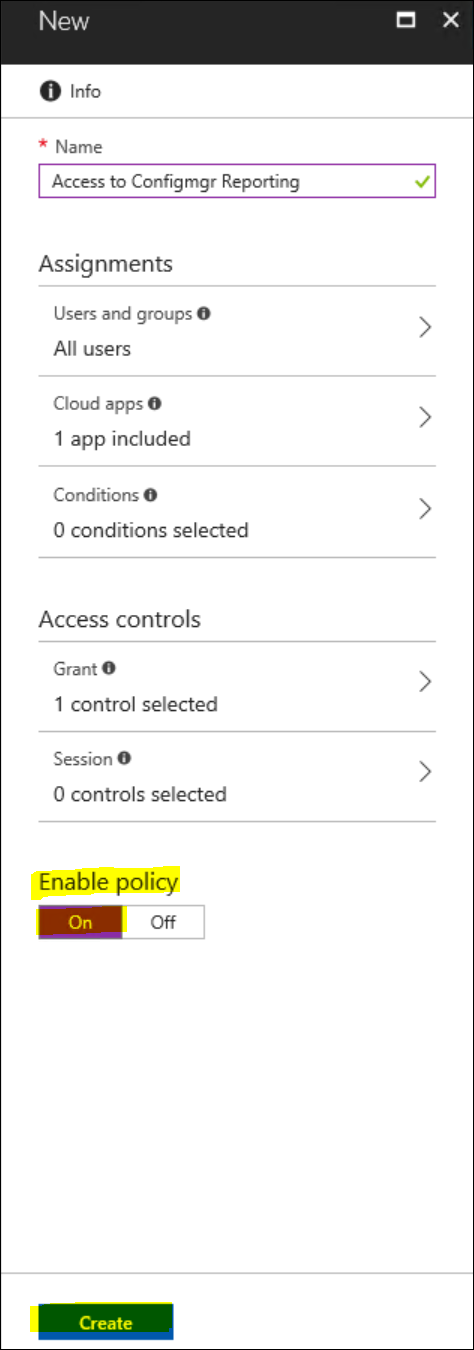 New
Info
* Name
Access to Configmgr Reporting
Assignments
Users and groups
All users
Cloud apps
1 app included
Conditions
0 conditions selected
Access controls
Grant
1 control selected
Session
0 controls selected
Enable policy
On Off
Create